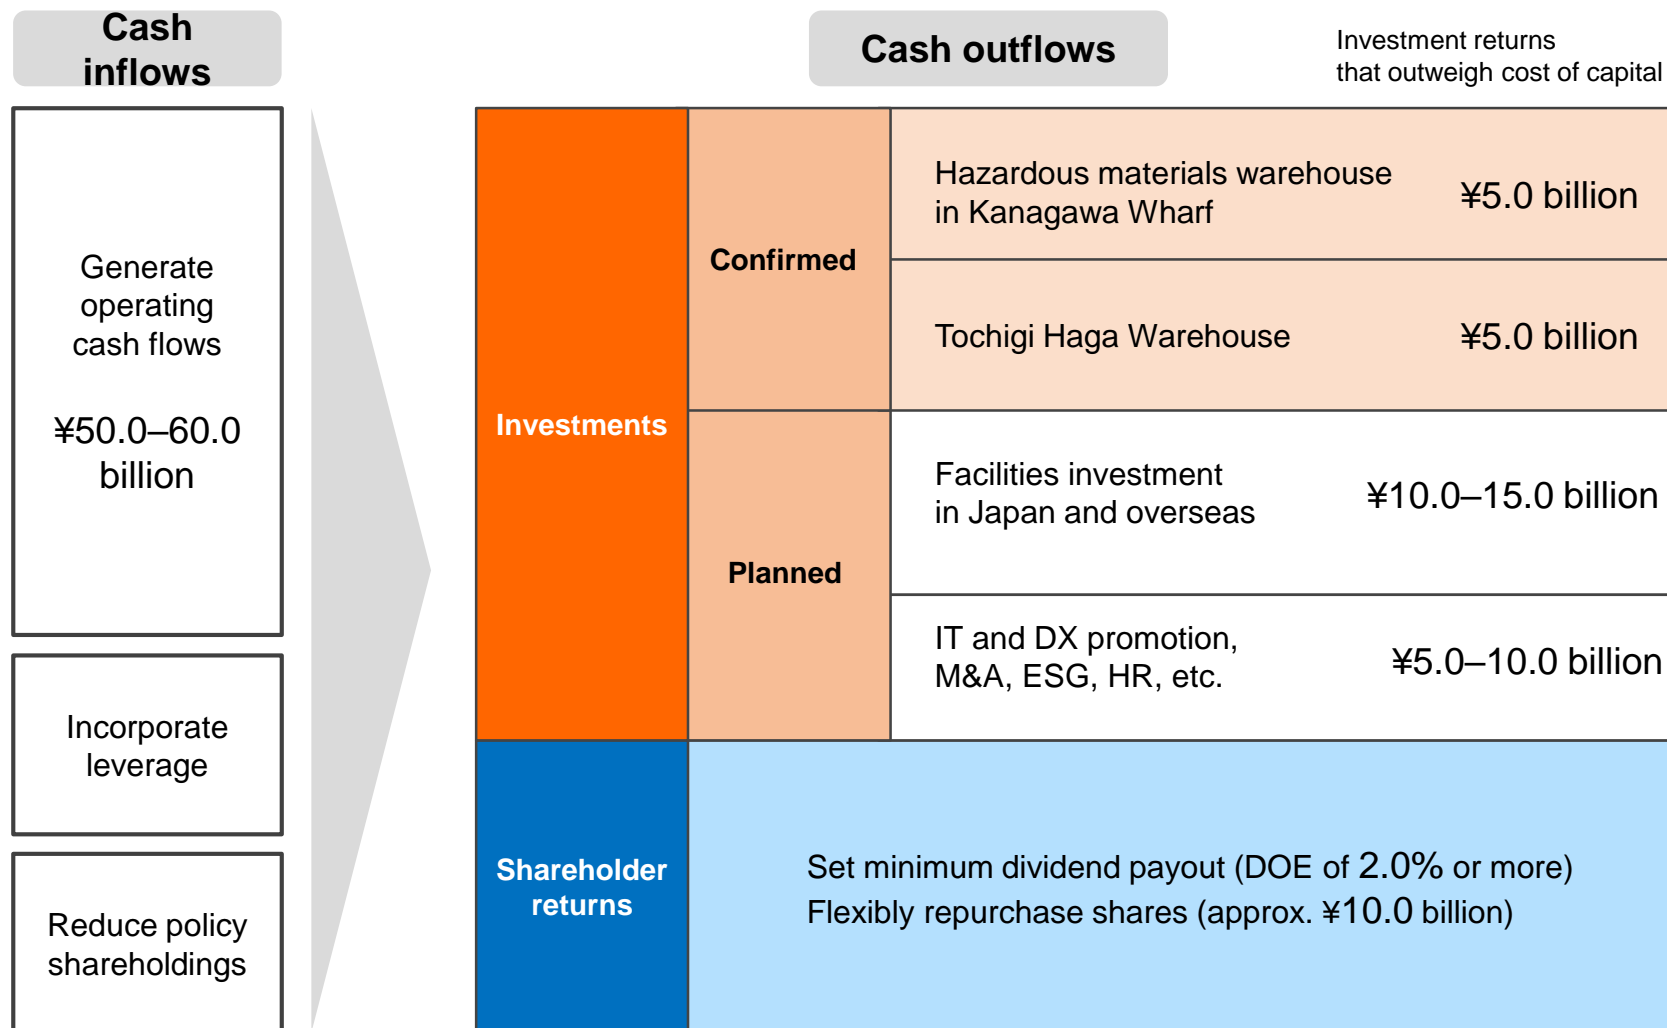 Cash
inflows
Cash outflows
Investment returns
that outweigh cost of capital
Generate
operating
cash flows
¥50.0–60.0
billion
Incorporate
leverage
Reduce policy
shareholdings
Investments
Confirmed
Hazardous materials warehouse
in Kanagawa Wharf
¥5.0 billion
Tochigi Haga Warehouse
¥5.0 billion
Planned
Facilities investment
in Japan and overseas
¥10.0–15.0 billion
IT and DX promotion,
M&A, ESG, HR, etc.
¥5.0–10.0 billion
Shareholder
returns
Set minimum dividend payout (DOE of 2.0% or more)
Flexibly repurchase shares (approx. ¥10.0 billion)